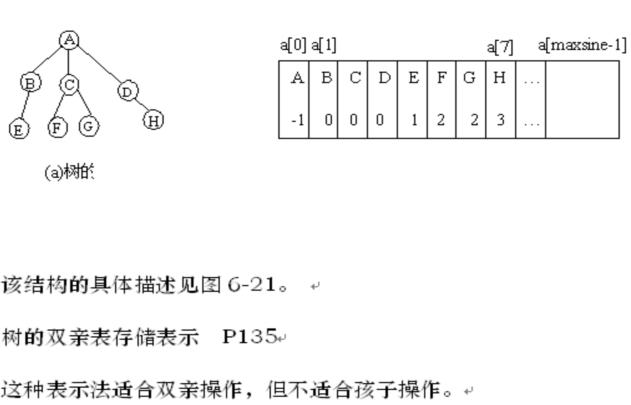 A
B
C
D
E
F
G
H
(a)树的
a[0] a[1] a[7] a[maxsine-1]
A B C D E F G H …
-1 0 0 0 1 2 2 3 …
该结构的具体描述见图 6-21。
树的双亲表存储表示 P135
这种表示法适合双亲操作，但不适合孩子操作。